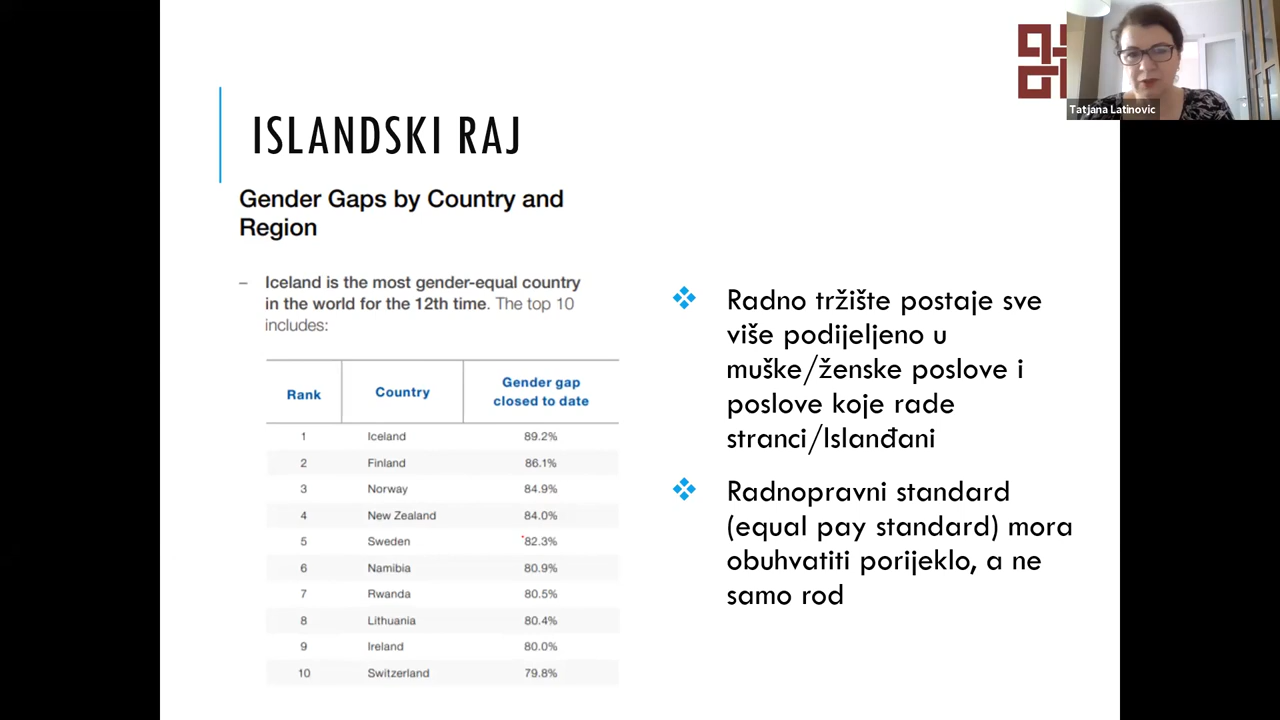 Tatjana Latinovic
ISLANDSKI RAJ
Gender Gaps by Country and
Region
– Iceland is the most gender-equal country
in the world for the 12th time. The top 10
includes:
Rank Country Gender gap
closed to date
1 Iceland 89.2%
2 Finland 86.1%
3 Norway 84.9%
4 New Zealand 84.0%
5 Sweden 82.3%
6 Namibia 80.9%
7 Rwanda 80.5%
8 Lithuania 80.4%
9 Ireland 80.0%
10 Switzerland 79.8%
Radno tržište postaje sve
više podijeljeno u
muške/ženske poslove i
poslove koje rade
stranci/Islanđani
Radnopravni standard
(equal pay standard) mora
obuhvatiti porijeklo, a ne
samo rod